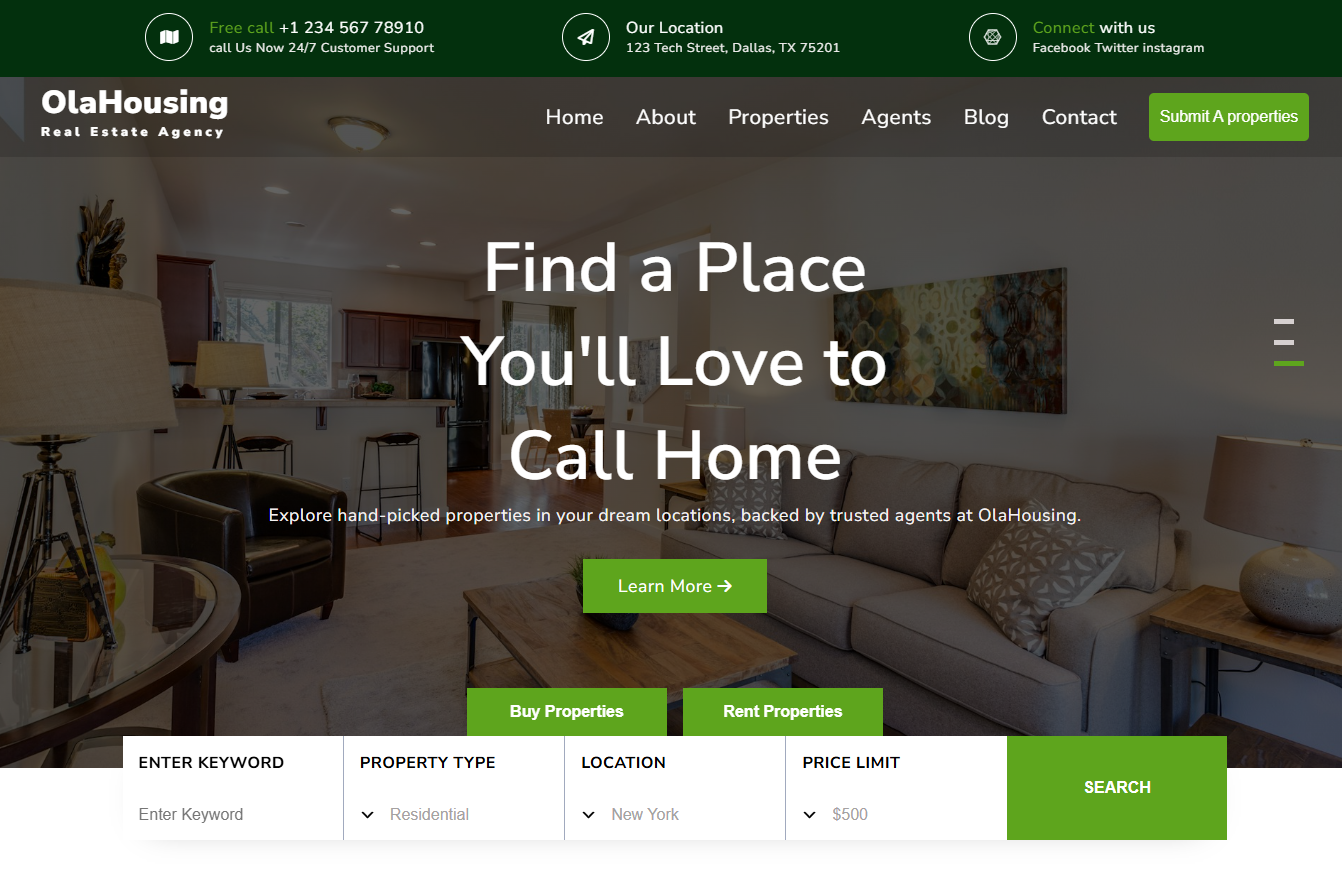 Free call +1 234 567 78910
call Us Now 24/7 Customer Support
Our Location
123 Tech Street, Dallas, TX 75201
Connect with us
Facebook Twitter instagram
OlaHousing
Real Estate Agency
Home About Properties Agents Blog Contact Submit A properties
Find a Place
You'll Love to
Call Home
Explore hand-picked properties in your dream locations, backed by trusted agents at OlaHousing.
Learn More →
Buy Properties Rent Properties
ENTER KEYWORD PROPERTY TYPE LOCATION PRICE LIMIT
Enter Keyword Residential New York $500
SEARCH